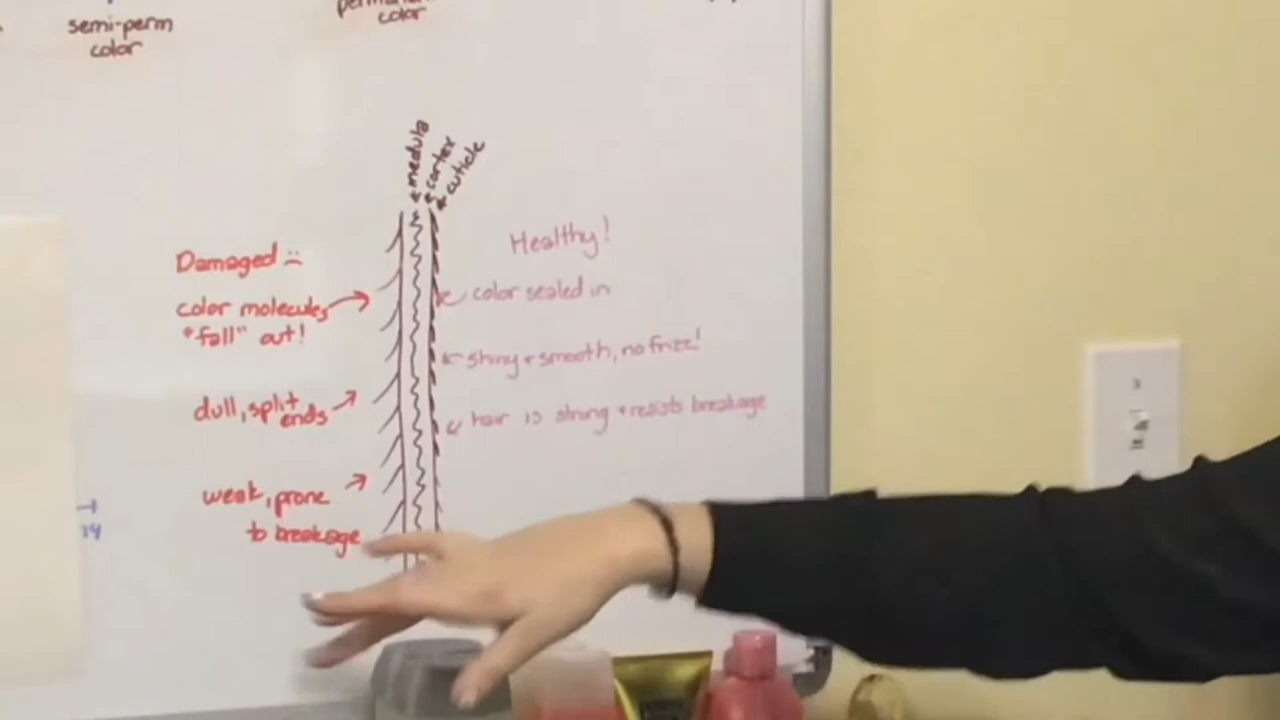 semi-perm
color
color
medulla
cortex
cuticle
Damaged
color molecules
"fall" out!
dull, split
ends
weak, prone
to breakage
Healthy!
color sealed in
shiny + smooth, no frizz!
hair is strong + resists breakage